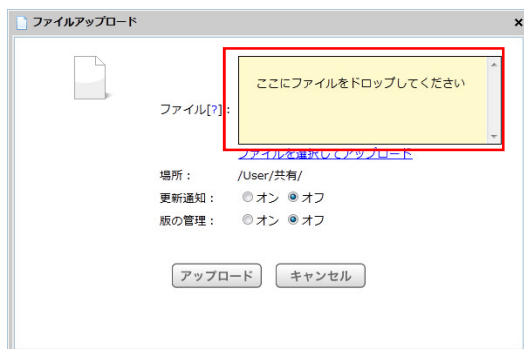 ファイルアップロード
ここにファイルをドロップしてください
ファイル[?]:
ファイルを選択してアップロード
場所： /User/共有/
更新通知： オン オフ
版の管理： オン オフ
アップロード キャンセル